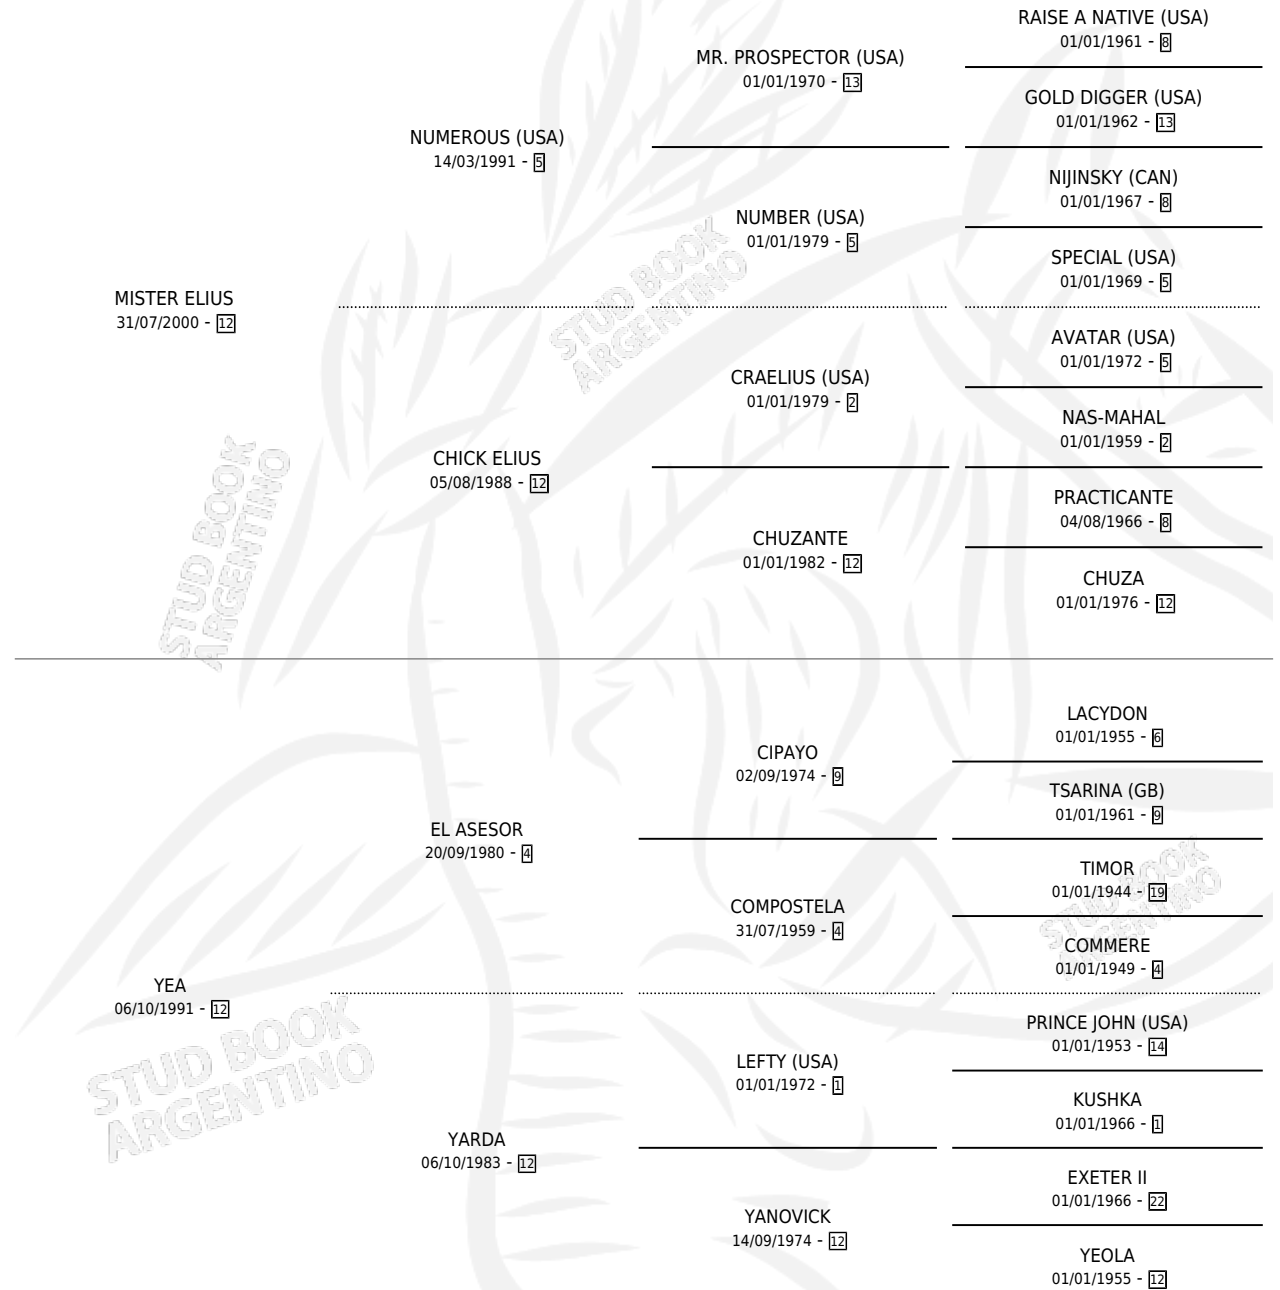 RAISE A NATIVE (USA)
01/01/1961 - 8
MR. PROSPECTOR (USA)
01/01/1970 - 13
GOLD DIGGER (USA)
01/01/1962 - 13
NUMEROUS (USA)
14/03/1991 - 5
NIJINSKY (CAN)
01/01/1967 - 8
NUMBER (USA)
01/01/1979 - 5
SPECIAL (USA)
01/01/1969 - 5
STUD BOOK
ARGENTINO
MISTER ELIUS
31/07/2000 - 12
AVATAR (USA)
01/01/1972 - 5
CRAELIUS (USA)
01/01/1979 - 2
NAS-MAHAL
01/01/1959 - 2
CHICK ELIUS
05/08/1988 - 12
PRACTICANTE
04/08/1966 - 8
CHUZANTE
01/01/1982 - 12
CHUZA
01/01/1976 - 12
STUD BOOK
ARGENTINO
LACYDON
01/01/1955 - 6
CIPAYO
02/09/1974 - 9
TSARINA (GB)
01/01/1961 - 9
EL ASESOR
20/09/1980 - 4
TIMOR
01/01/1944 - 19
COMPOSTELA
31/07/1959 - 4
COMMERE
01/01/1949 - 4
STUD BOOK
ARGENTINO
YEA
06/10/1991 - 12
PRINCE JOHN (USA)
01/01/1953 - 14
LEFTY (USA)
01/01/1972 - 1
KUSHKA
01/01/1966 - 1
STUD BOOK
ARGENTINO
YARDA
06/10/1983 - 12
EXETER II
01/01/1966 - 22
YANOVICK
14/09/1974 - 12
YEOLA
01/01/1955 - 12